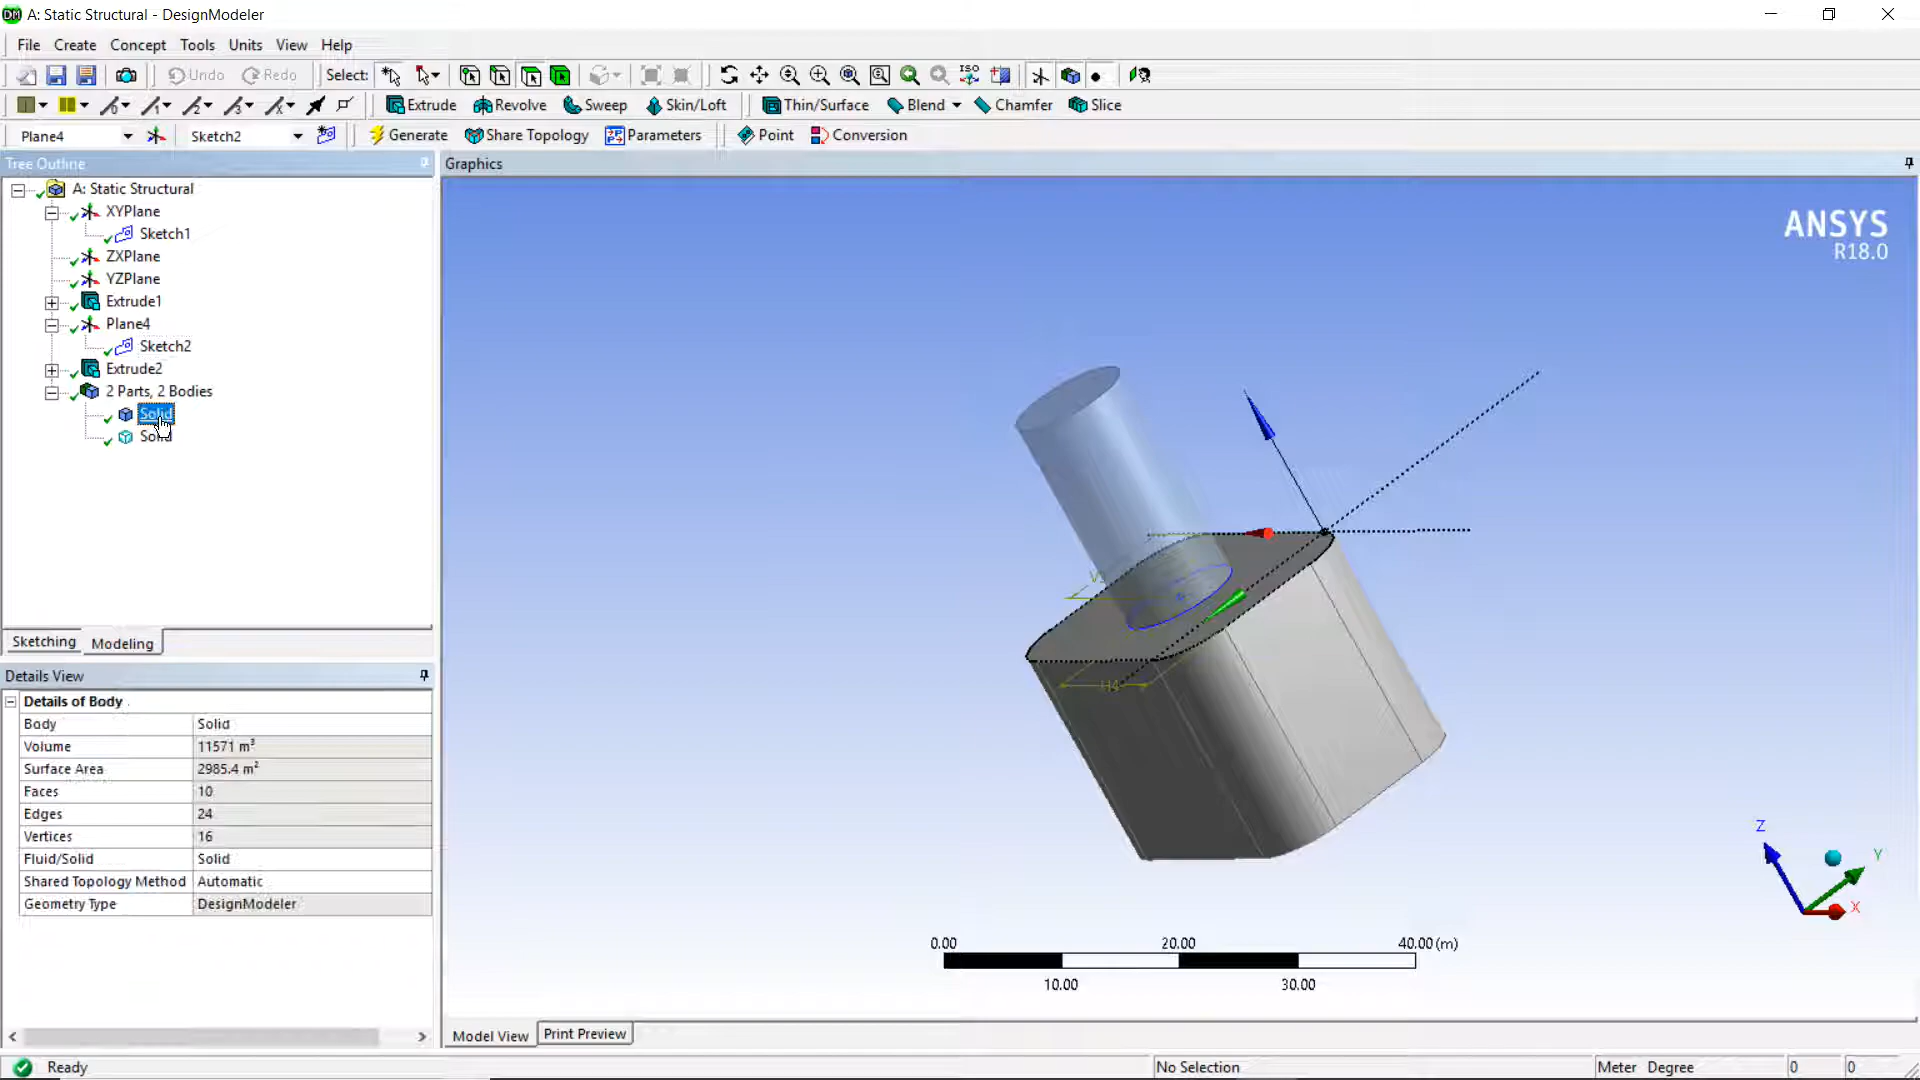 A: Static Structural - DesignModeler
File Create Concept Tools Units View Help
Undo Redo Select: ISO
Extrude Revolve Sweep Skin/Loft Thin/Surface Blend Chamfer Slice
Plane4 Sketch2 Generate Share Topology Parameters Point Conversion
Tree Outline
A: Static Structural
XYPlane
Sketch1
ZXPlane
YZPlane
Extrude1
Plane4
Sketch2
Extrude2
2 Parts, 2 Bodies
Solid
Solid
Sketching Modeling
Details View
Details of Body
Body Solid
Volume 11571 m³
Surface Area 2985.4 m²
Faces 10
Edges 24
Vertices 16
Fluid/Solid Solid
Shared Topology Method Automatic
Geometry Type DesignModeler
Graphics
ANSYS
R18.0
H4
Z
Y
X
0.00 20.00 40.00 (m)
10.00 30.00
Model View Print Preview
Ready No Selection Meter Degree 0 0